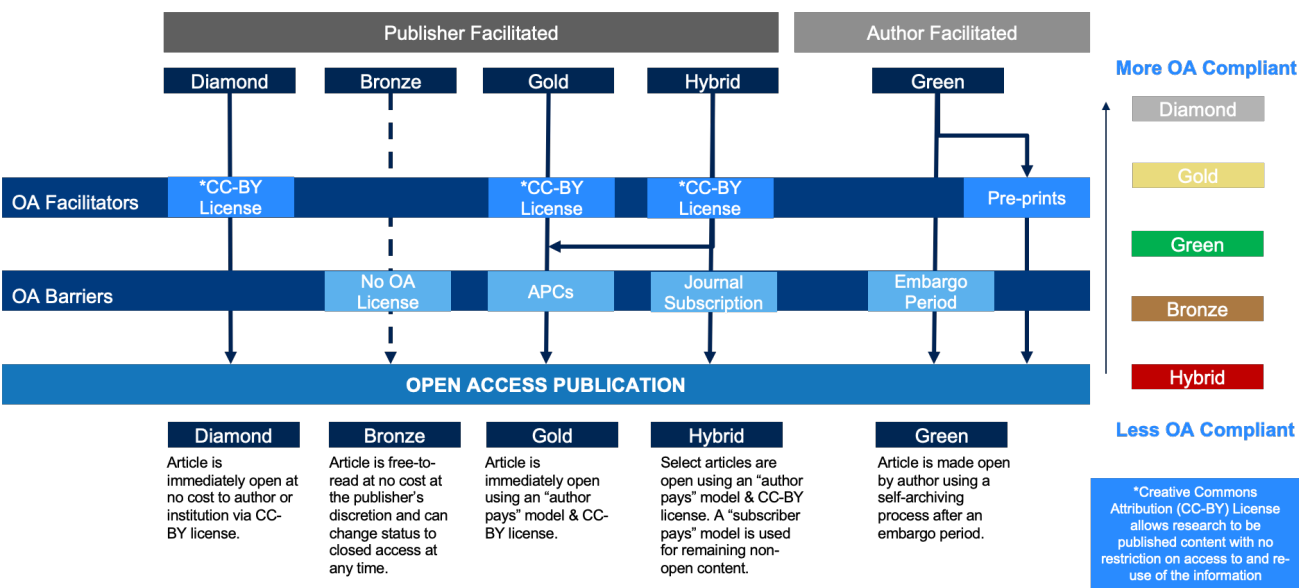 Publisher Facilitated
Author Facilitated
Diamond
Bronze
Gold
Hybrid
Green
More OA Compliant
Diamond
Gold
Green
Bronze
Hybrid
Less OA Compliant
OA Facilitators
*CC-BY
License
*CC-BY
License
*CC-BY
License
Pre-prints
OA Barriers
No OA
License
APCs
Journal
Subscription
Embargo
Period
OPEN ACCESS PUBLICATION
Diamond
Article is
immediately open at
no cost to author or
institution via CC-
BY license.
Bronze
Article is free-to-
read at no cost at
the publisher's
discretion and can
change status to
closed access at
any time.
Gold
Article is
immediately open
using an “author
pays” model & CC-
BY license.
Hybrid
Select articles are
open using an “author
pays” model & CC-BY
license. A “subscriber
pays” model is used
for remaining non-
open content.
Green
Article is made open
by author using a
self-archiving
process after an
embargo period.
*Creative Commons
Attribution (CC-BY) License
allows research to be
published content with no
restriction on access to and re-
use of the information